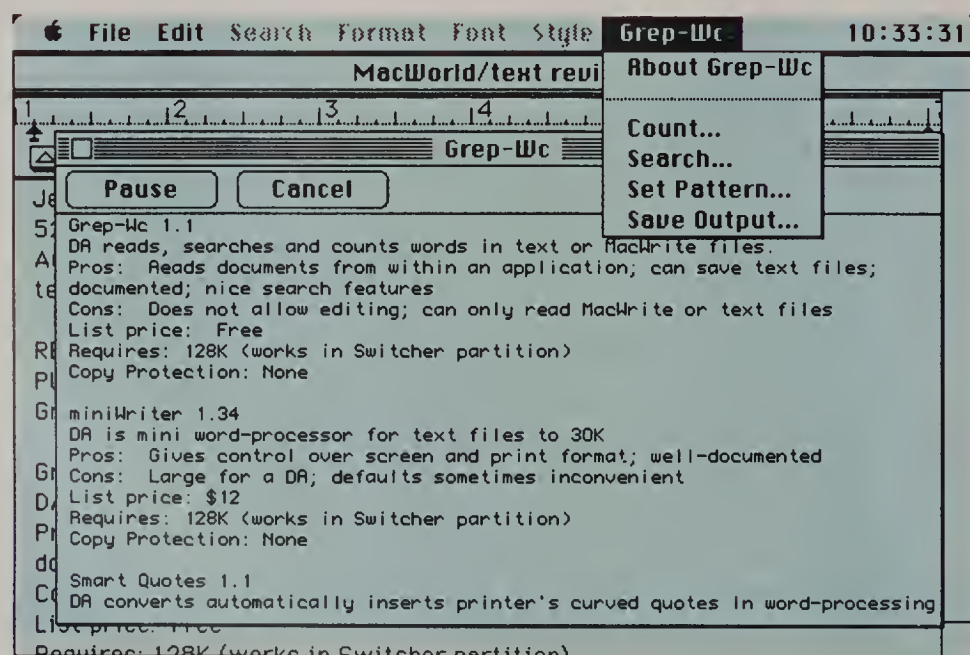 File Edit Search Format Font Style Grep-Wc 10:33:31
MacWorld/text revi
About Grep-Wc
Count...
Search...
Set Pattern...
Save Output...
1 2 3 4
Grep-Wc
Pause Cancel
Grep-Wc 1.1
DA reads, searches and counts words in text or MacWrite files.
Pros: Reads documents from within an application; can save text files;
documented; nice search features
Cons: Does not allow editing; can only read MacWrite or text files
List price: Free
Requires: 128K (works in Switcher partition)
Copy Protection: None
miniWriter 1.34
DA is mini word-processor for text files to 30K
Pros: Gives control over screen and print format; well-documented
Cons: Large for a DA; defaults sometimes inconvenient
List price: $12
Requires: 128K (works in Switcher partition)
Copy Protection: None
Smart Quotes 1.1
DA converts automatically inserts printer's curved quotes in word-processing
List price: Free
Requires: 128K (works in Switcher partition)